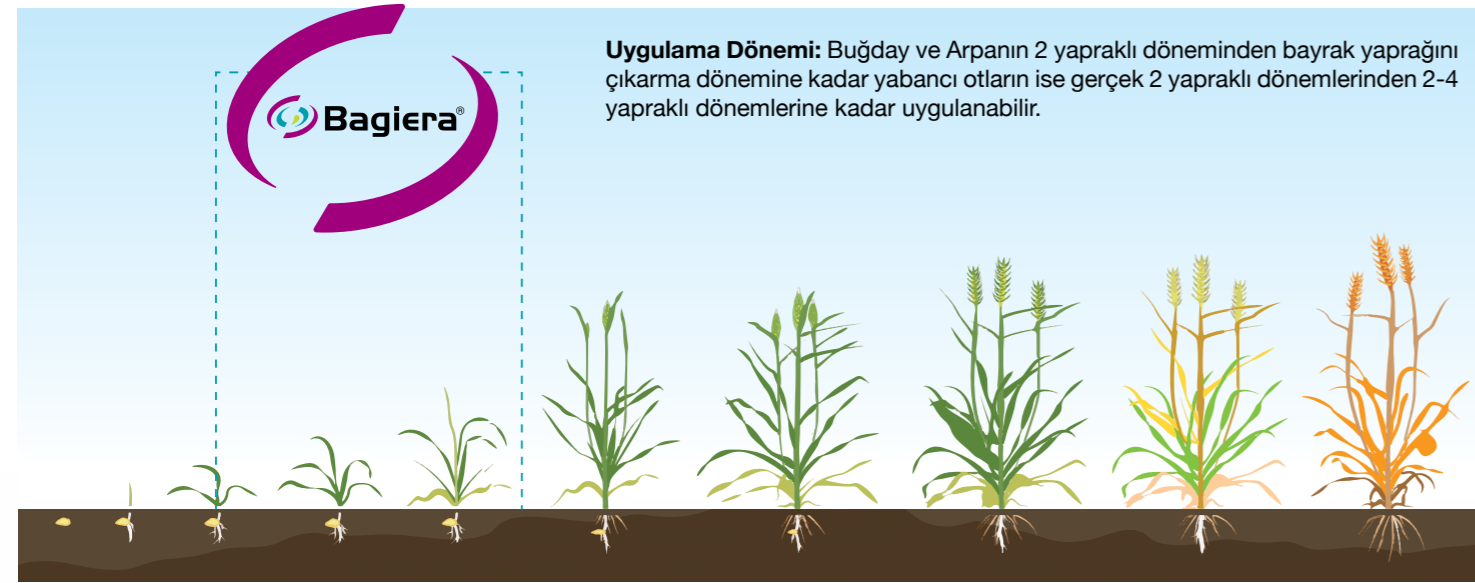 Uygulama Dönemi: Buğday ve Arpanın 2 yapraklı döneminden bayrak yaprağını
çıkarma dönemine kadar yabancı otların ise gerçek 2 yapraklı dönemlerinden 2-4
yapraklı dönemlerine kadar uygulanabilir.
Bagiera®